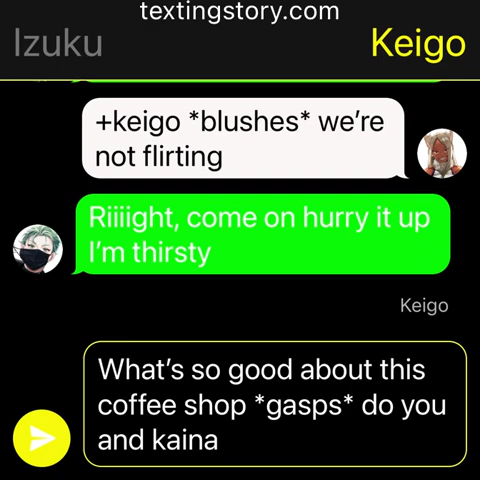 textingstory.com
Izuku
Keigo
+keigo *blushes* we’re
not flirting
Riiiight, come on hurry it up
I’m thirsty
Keigo
What’s so good about this
coffee shop *gasps* do you
and kaina